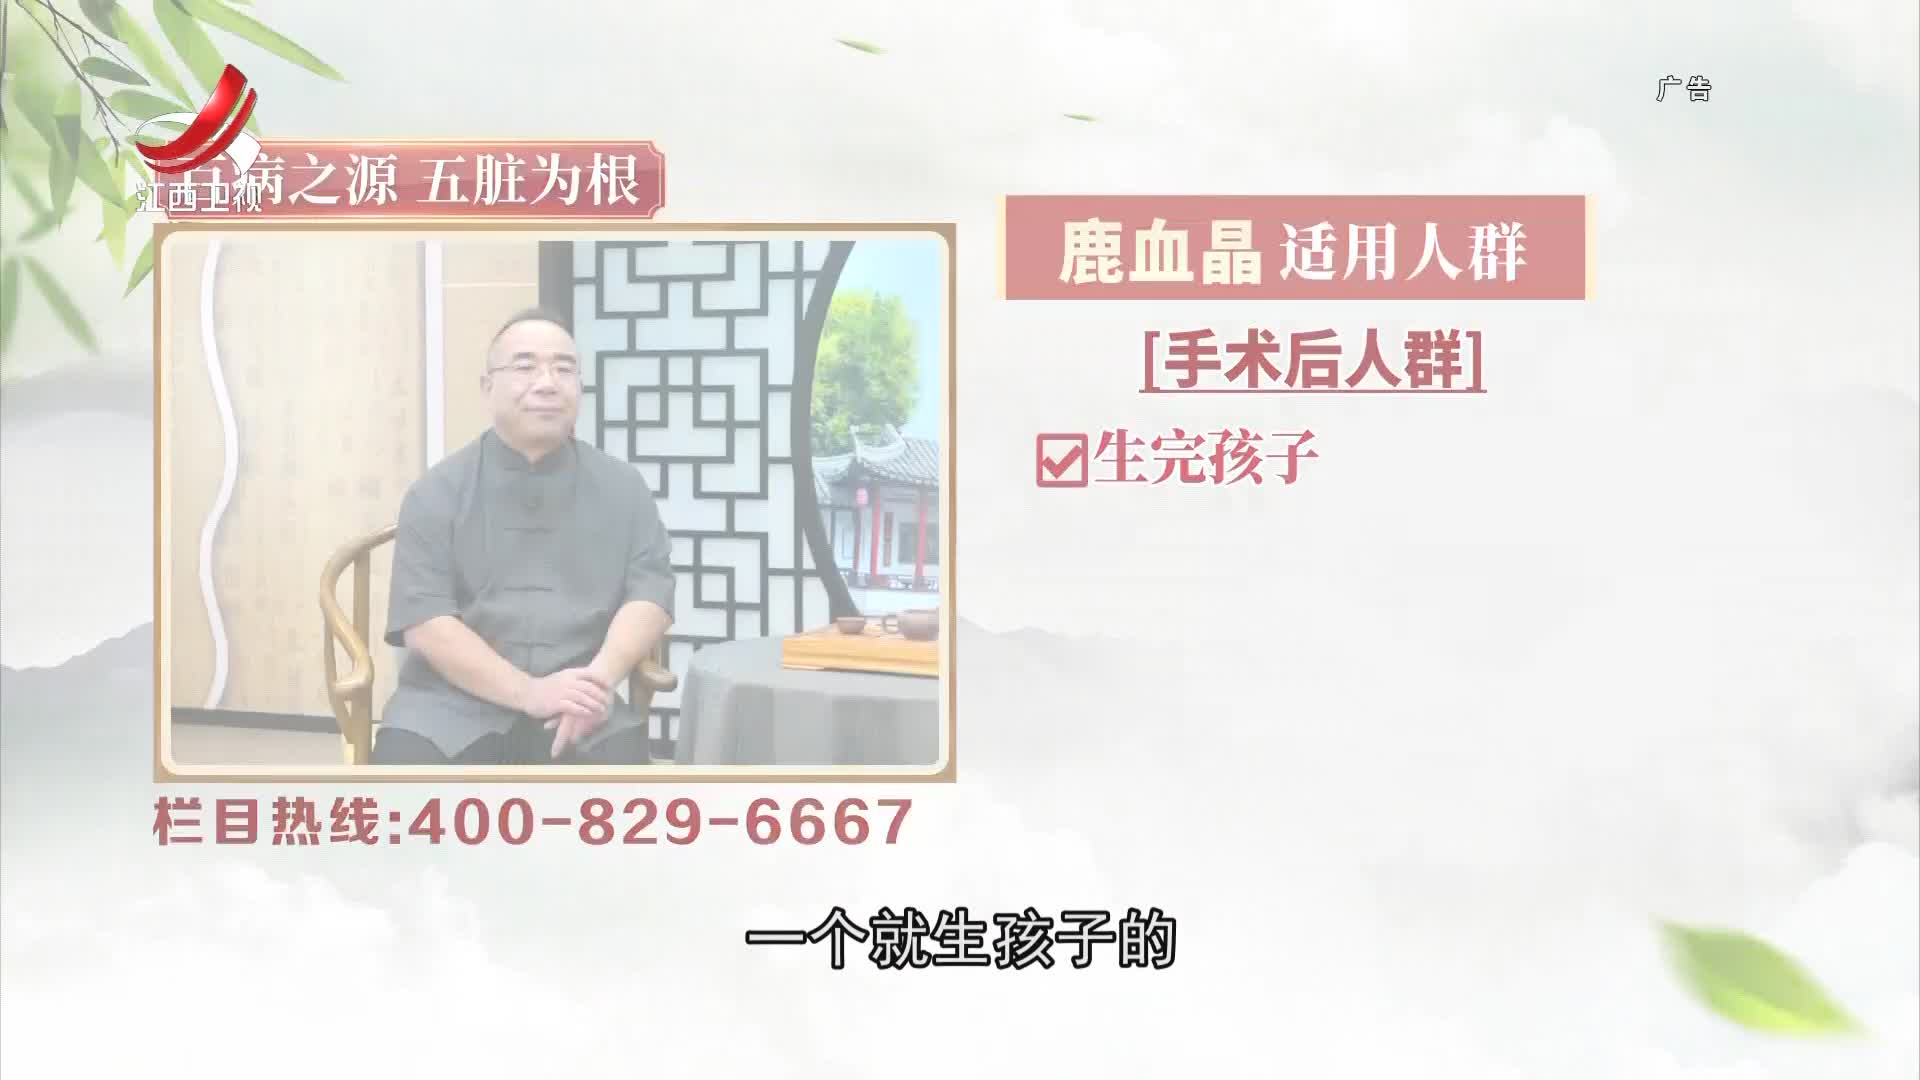 广告
江西卫视
百病之源 五脏为根
鹿血晶 适用人群
[手术后人群]
生完孩子
栏目热线:400-829-6667
一个就生孩子的